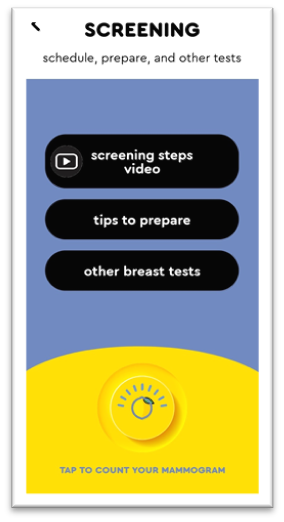 SCREENING
schedule, prepare, and other tests
screening steps
video
tips to prepare
other breast tests
TAP TO COUNT YOUR MAMMOGRAM